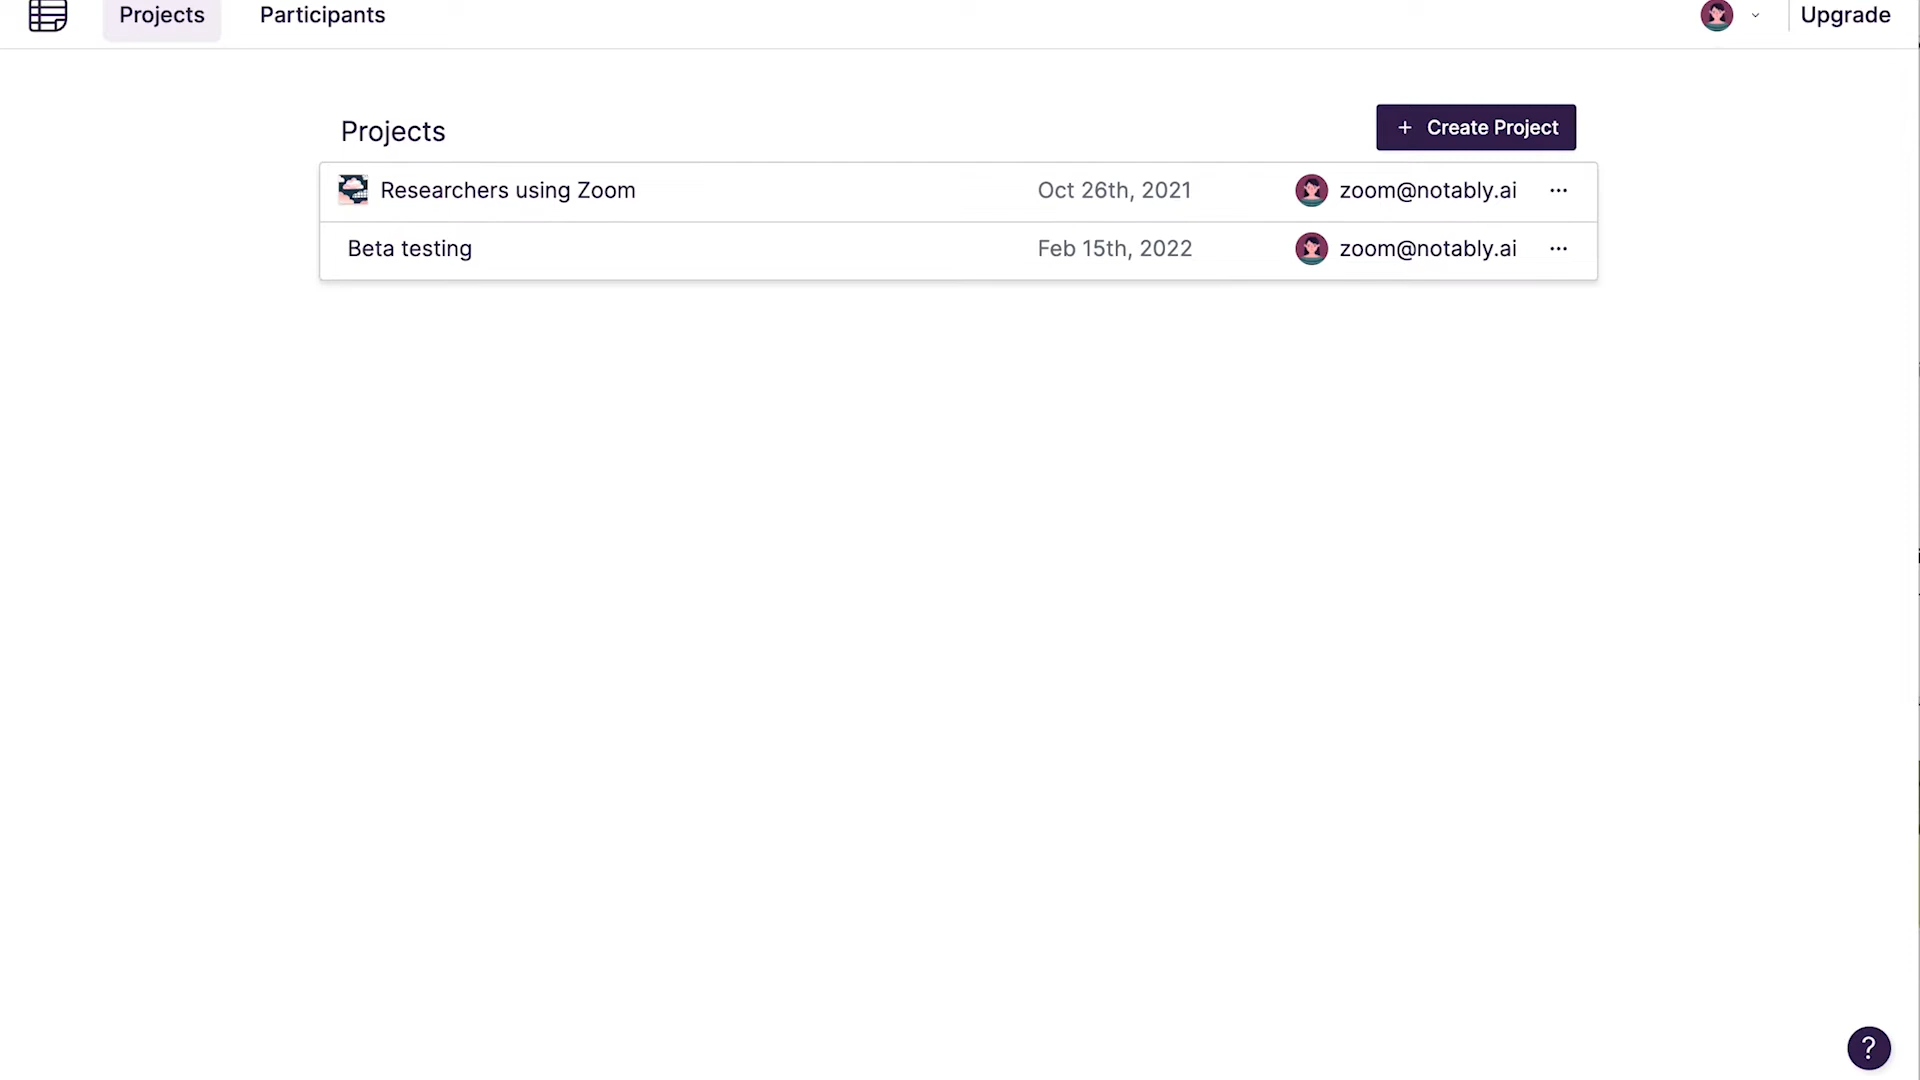 Projects Participants Upgrade
Projects + Create Project
Researchers using Zoom Oct 26th, 2021 zoom@notably.ai ...
Beta testing Feb 15th, 2022 zoom@notably.ai ...
?